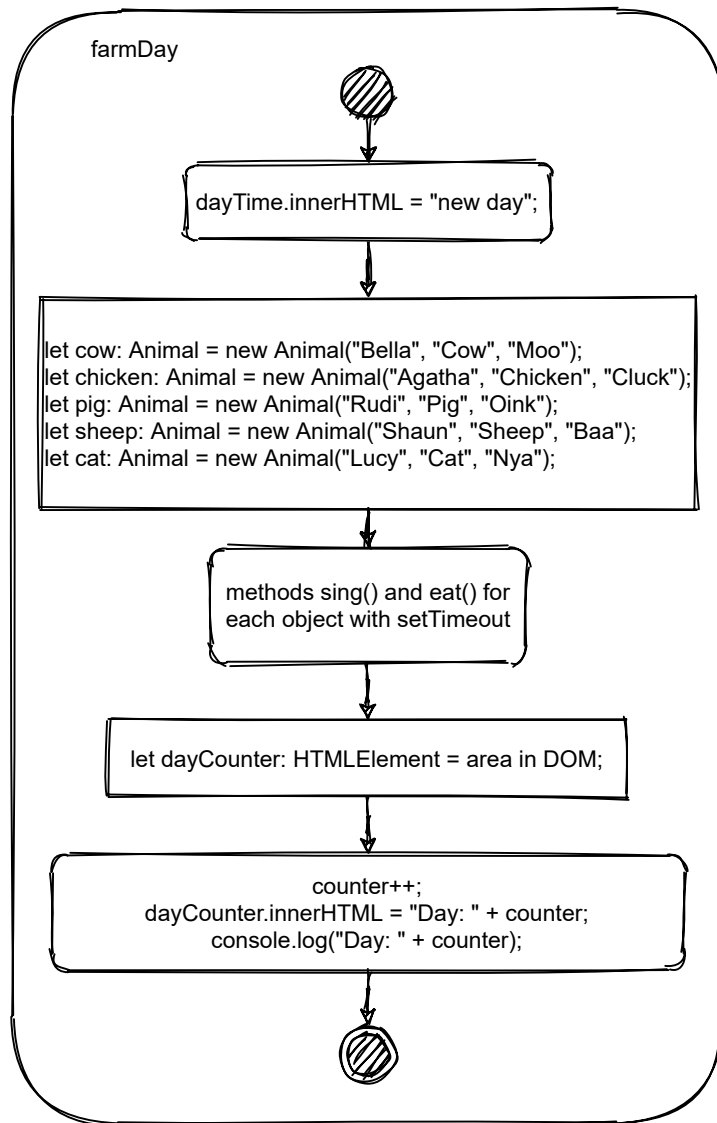 farmDay
dayTime.innerHTML = "new day";
let cow: Animal = new Animal("Bella", "Cow", "Moo");
let chicken: Animal = new Animal("Agatha", "Chicken", "Cluck");
let pig: Animal = new Animal("Rudi", "Pig", "Oink");
let sheep: Animal = new Animal("Shaun", "Sheep", "Baa");
let cat: Animal = new Animal("Lucy", "Cat", "Nya");
methods sing() and eat() for
each object with setTimeout
let dayCounter: HTMLElement = area in DOM;
counter++;
dayCounter.innerHTML = "Day: " + counter;
console.log("Day: " + counter);